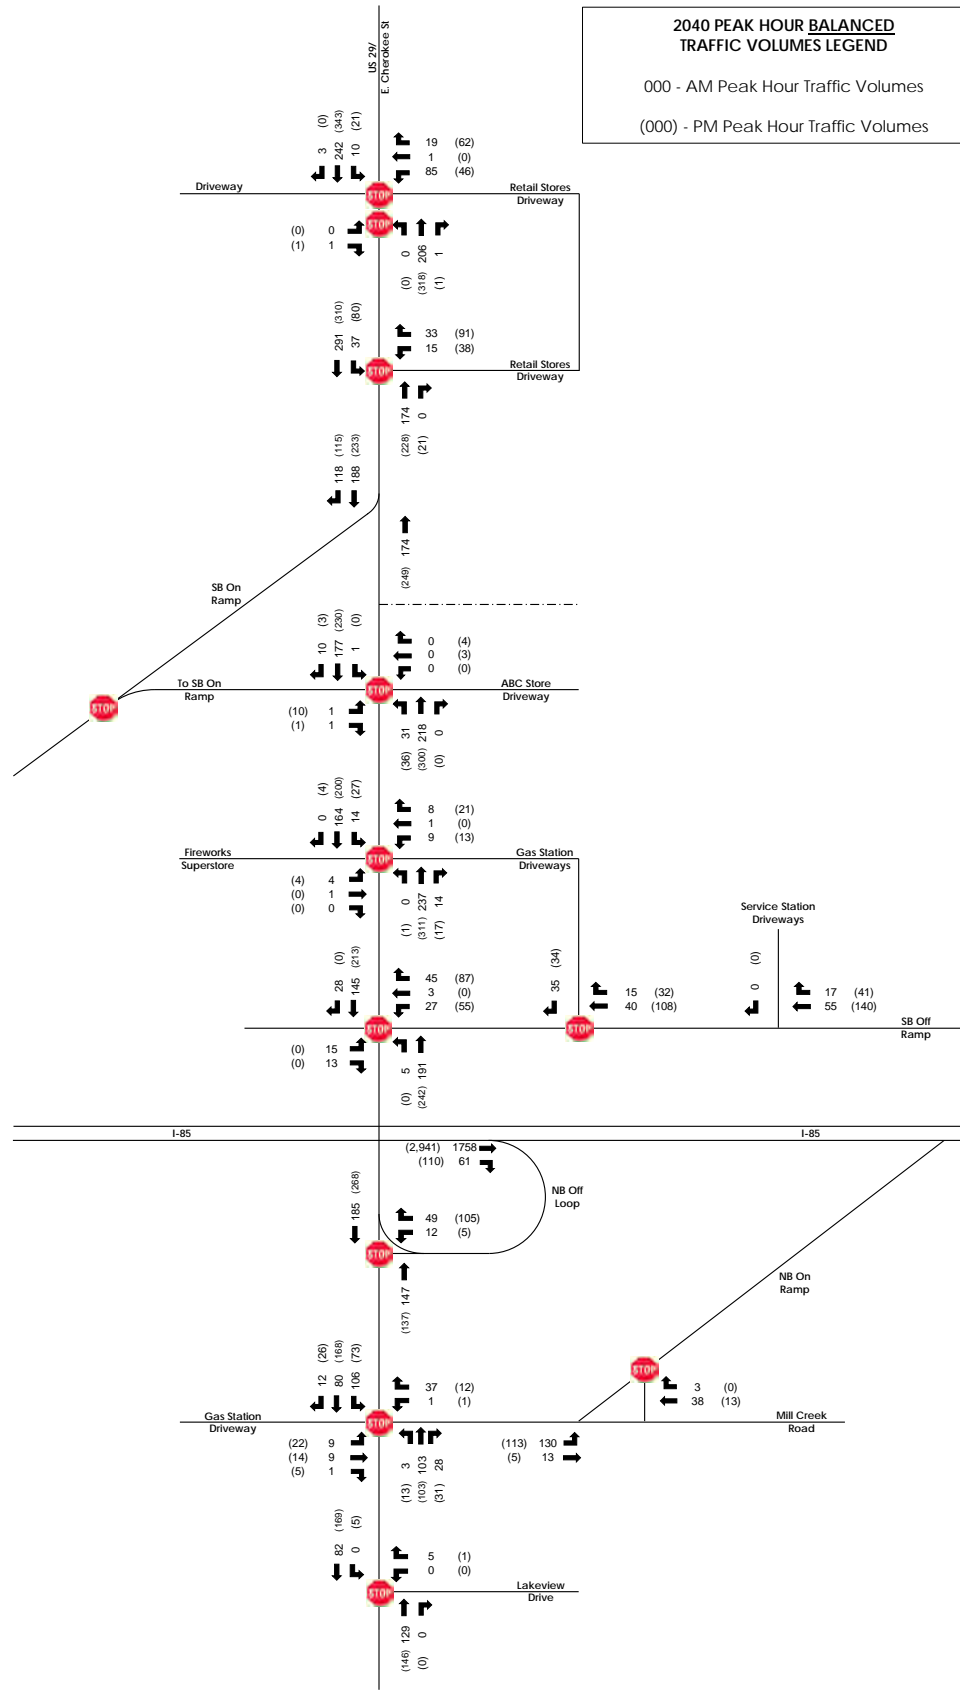 2040 PEAK HOUR BALANCED
TRAFFIC VOLUMES LEGEND
000 - AM Peak Hour Traffic Volumes
(000) - PM Peak Hour Traffic Volumes
US 29/
E. Cherokee St
3 (0)
242 (343)
10 (21)
19 (62)
1 (0)
85 (46)
Driveway
Retail Stores
Driveway
STOP
STOP
(0) 0
(1) 1
(0) 0
(318) 206
(1) 1
291 (310)
37 (80)
33 (91)
15 (38)
STOP
Retail Stores
Driveway
(228) 174
(21) 0
118 (115)
188 (233)
(249) 174
SB On
Ramp
10 (3)
177 (230)
1 (0)
0 (4)
0 (3)
0 (0)
To SB On
Ramp
STOP
ABC Store
Driveway
STOP
(10) 1
(1) 1
(36) 31
(300) 218
(0) 0
0 (4)
164 (200)
14 (27)
8 (21)
1 (0)
9 (13)
Fireworks
Superstore
STOP
Gas Station
Driveways
(4) 4
(0) 1
(0) 0
(1) 0
(311) 237
(17) 14
Service Station
Driveways
28 (0)
145 (213)
45 (87)
3 (0)
27 (55)
35 (34)
15 (32)
40 (108)
0 (0)
17 (41)
55 (140)
STOP
STOP
SB Off
Ramp
(0) 15
(0) 13
(0) 5
(242) 191
I-85
I-85
(2,941) 1758
(110) 61
NB Off
Loop
185 (268)
49 (105)
12 (5)
STOP
(137) 147
NB On
Ramp
12 (26)
80 (168)
106 (73)
37 (12)
1 (1)
STOP
3 (0)
38 (13)
Gas Station
Driveway
STOP
Mill Creek
Road
(22) 9
(14) 9
(5) 1
(13) 3
(103) 103
(31) 28
(113) 130
(5) 13
82 (169)
0 (5)
5 (1)
0 (0)
STOP
Lakeview
Drive
(146) 129
(0) 0